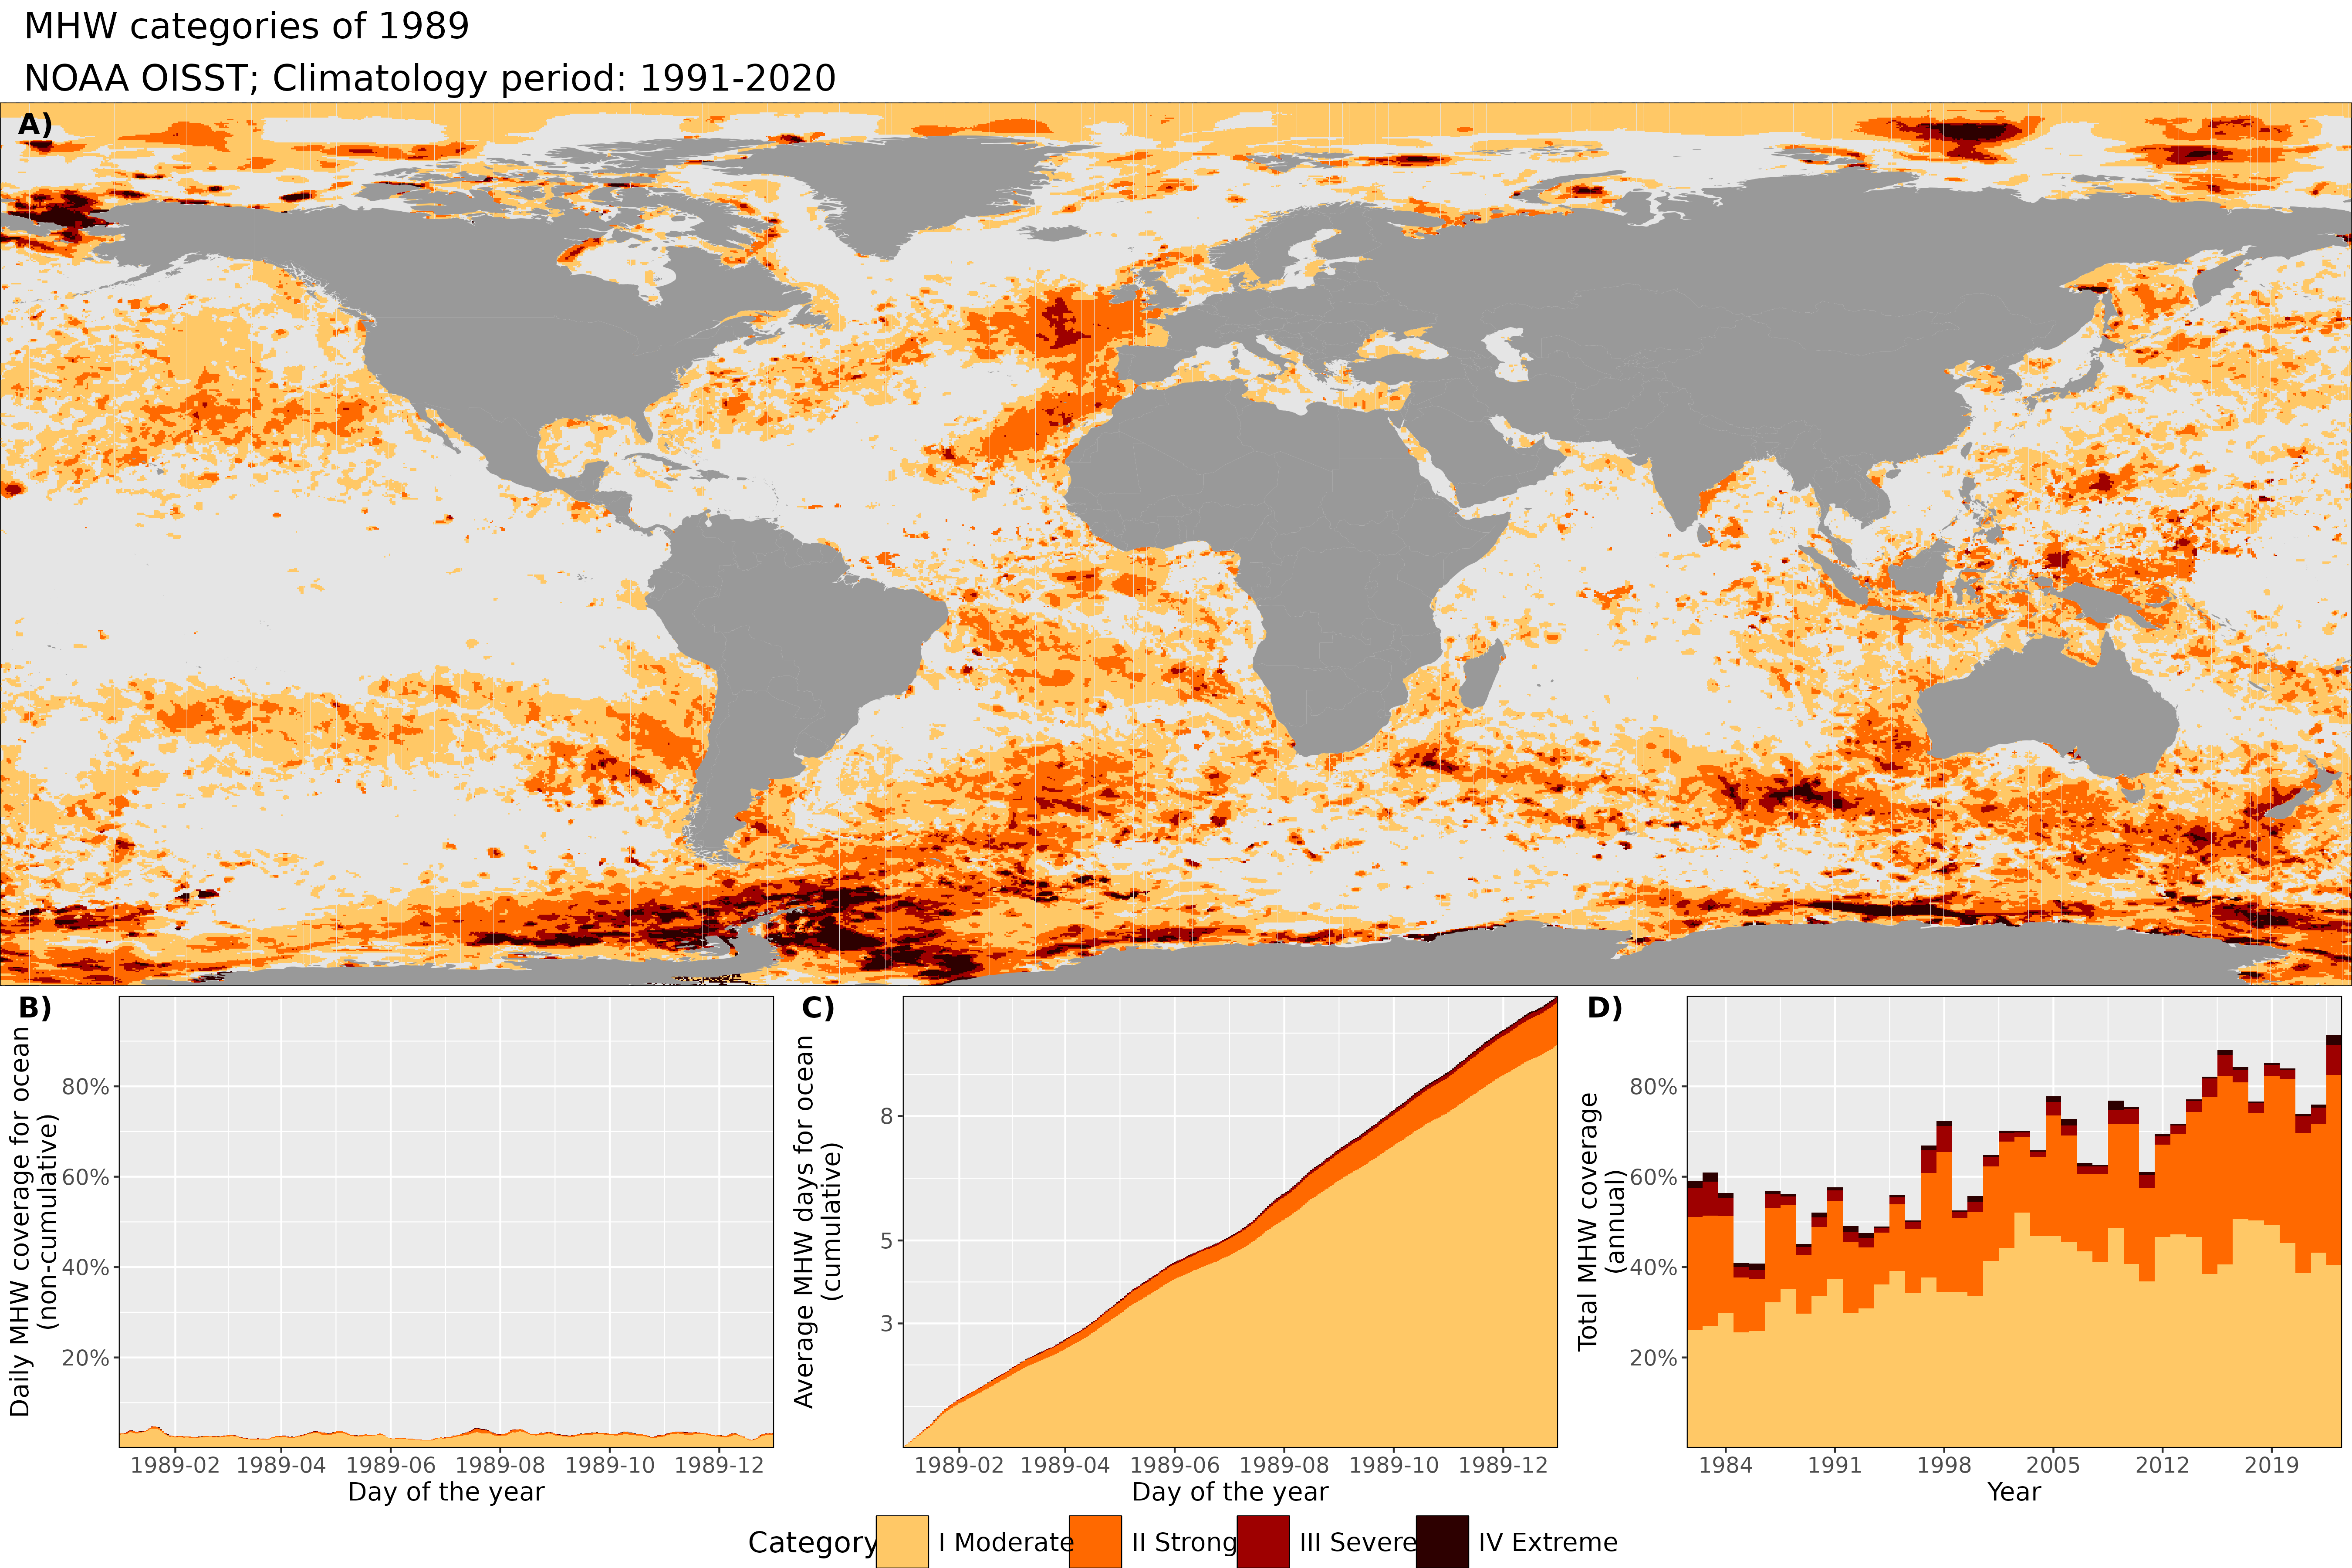 MHW categories of 1989
NOAA OISST; Climatology period: 1991-2020
A)
B)
Daily MHW coverage for ocean
(non-cumulative)
80%
60%
40%
20%
1989-02 1989-04 1989-06 1989-08 1989-10 1989-12
Day of the year
C)
Average MHW days for ocean
(cumulative)
8
5
3
1989-02 1989-04 1989-06 1989-08 1989-10 1989-12
Day of the year
D)
Total MHW coverage
(annual)
80%
60%
40%
20%
1984 1991 1998 2005 2012 2019
Year
Category I Moderate II Strong III Severe IV Extreme